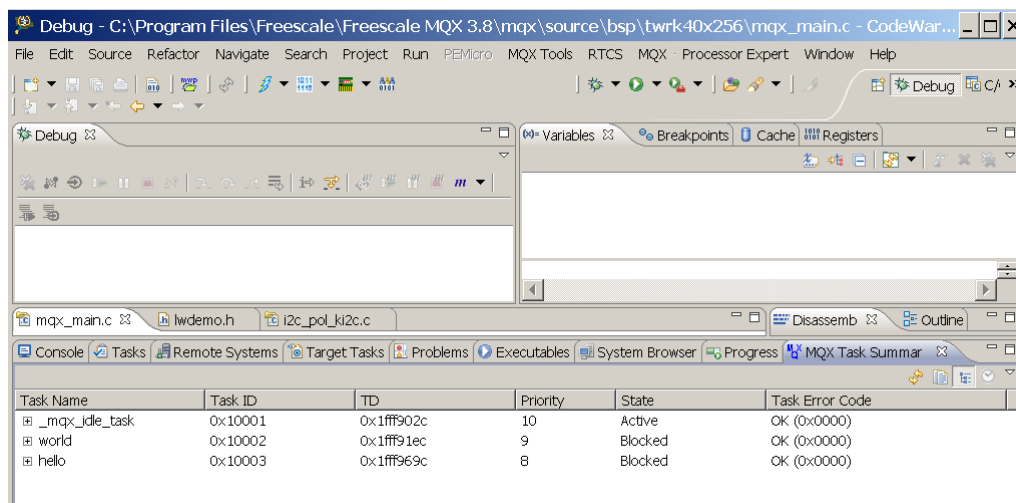 Debug - C:\Program Files\Freescale\Freescale MQX 3.8\mqx\source\bsp\twrk40x256\mqx_main.c - CodeWar...
File Edit Source Refactor Navigate Search Project Run PEMicro MQX Tools RTCS MQX - Processor Expert Window Help
Debug C/
Debug
(x)= Variables Breakpoints Cache Registers
m
mqx_main.c lwdemo.h i2c_pol_ki2c.c
Disassemb Outline
Console Tasks Remote Systems Target Tasks Problems Executables System Browser Progress MQX Task Summar
Task Name Task ID TD Priority State Task Error Code
_mqx_idle_task 0x10001 0x1fff902c 10 Active OK (0x0000)
world 0x10002 0x1fff91ec 9 Blocked OK (0x0000)
hello 0x10003 0x1fff969c 8 Blocked OK (0x0000)